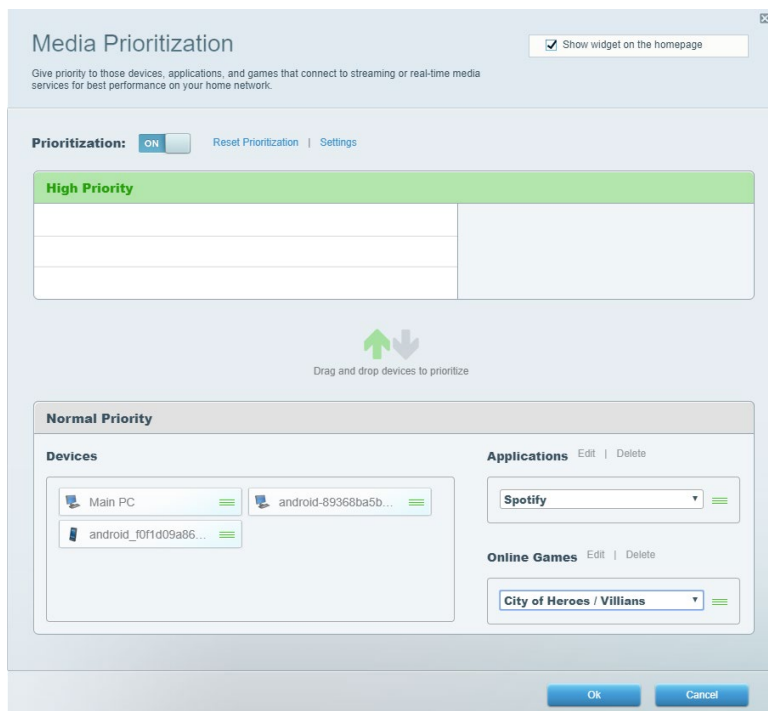 Media Prioritization
Show widget on the homepage
Give priority to those devices, applications, and games that connect to streaming or real-time media
services for best performance on your home network.
Prioritization: ON Reset Prioritization | Settings
High Priority
Drag and drop devices to prioritize
Normal Priority
Devices
Main PC
android-89368ba5b...
android_f0f1d09a86...
Applications Edit | Delete
Spotify
Online Games Edit | Delete
City of Heroes / Villians
Ok Cancel